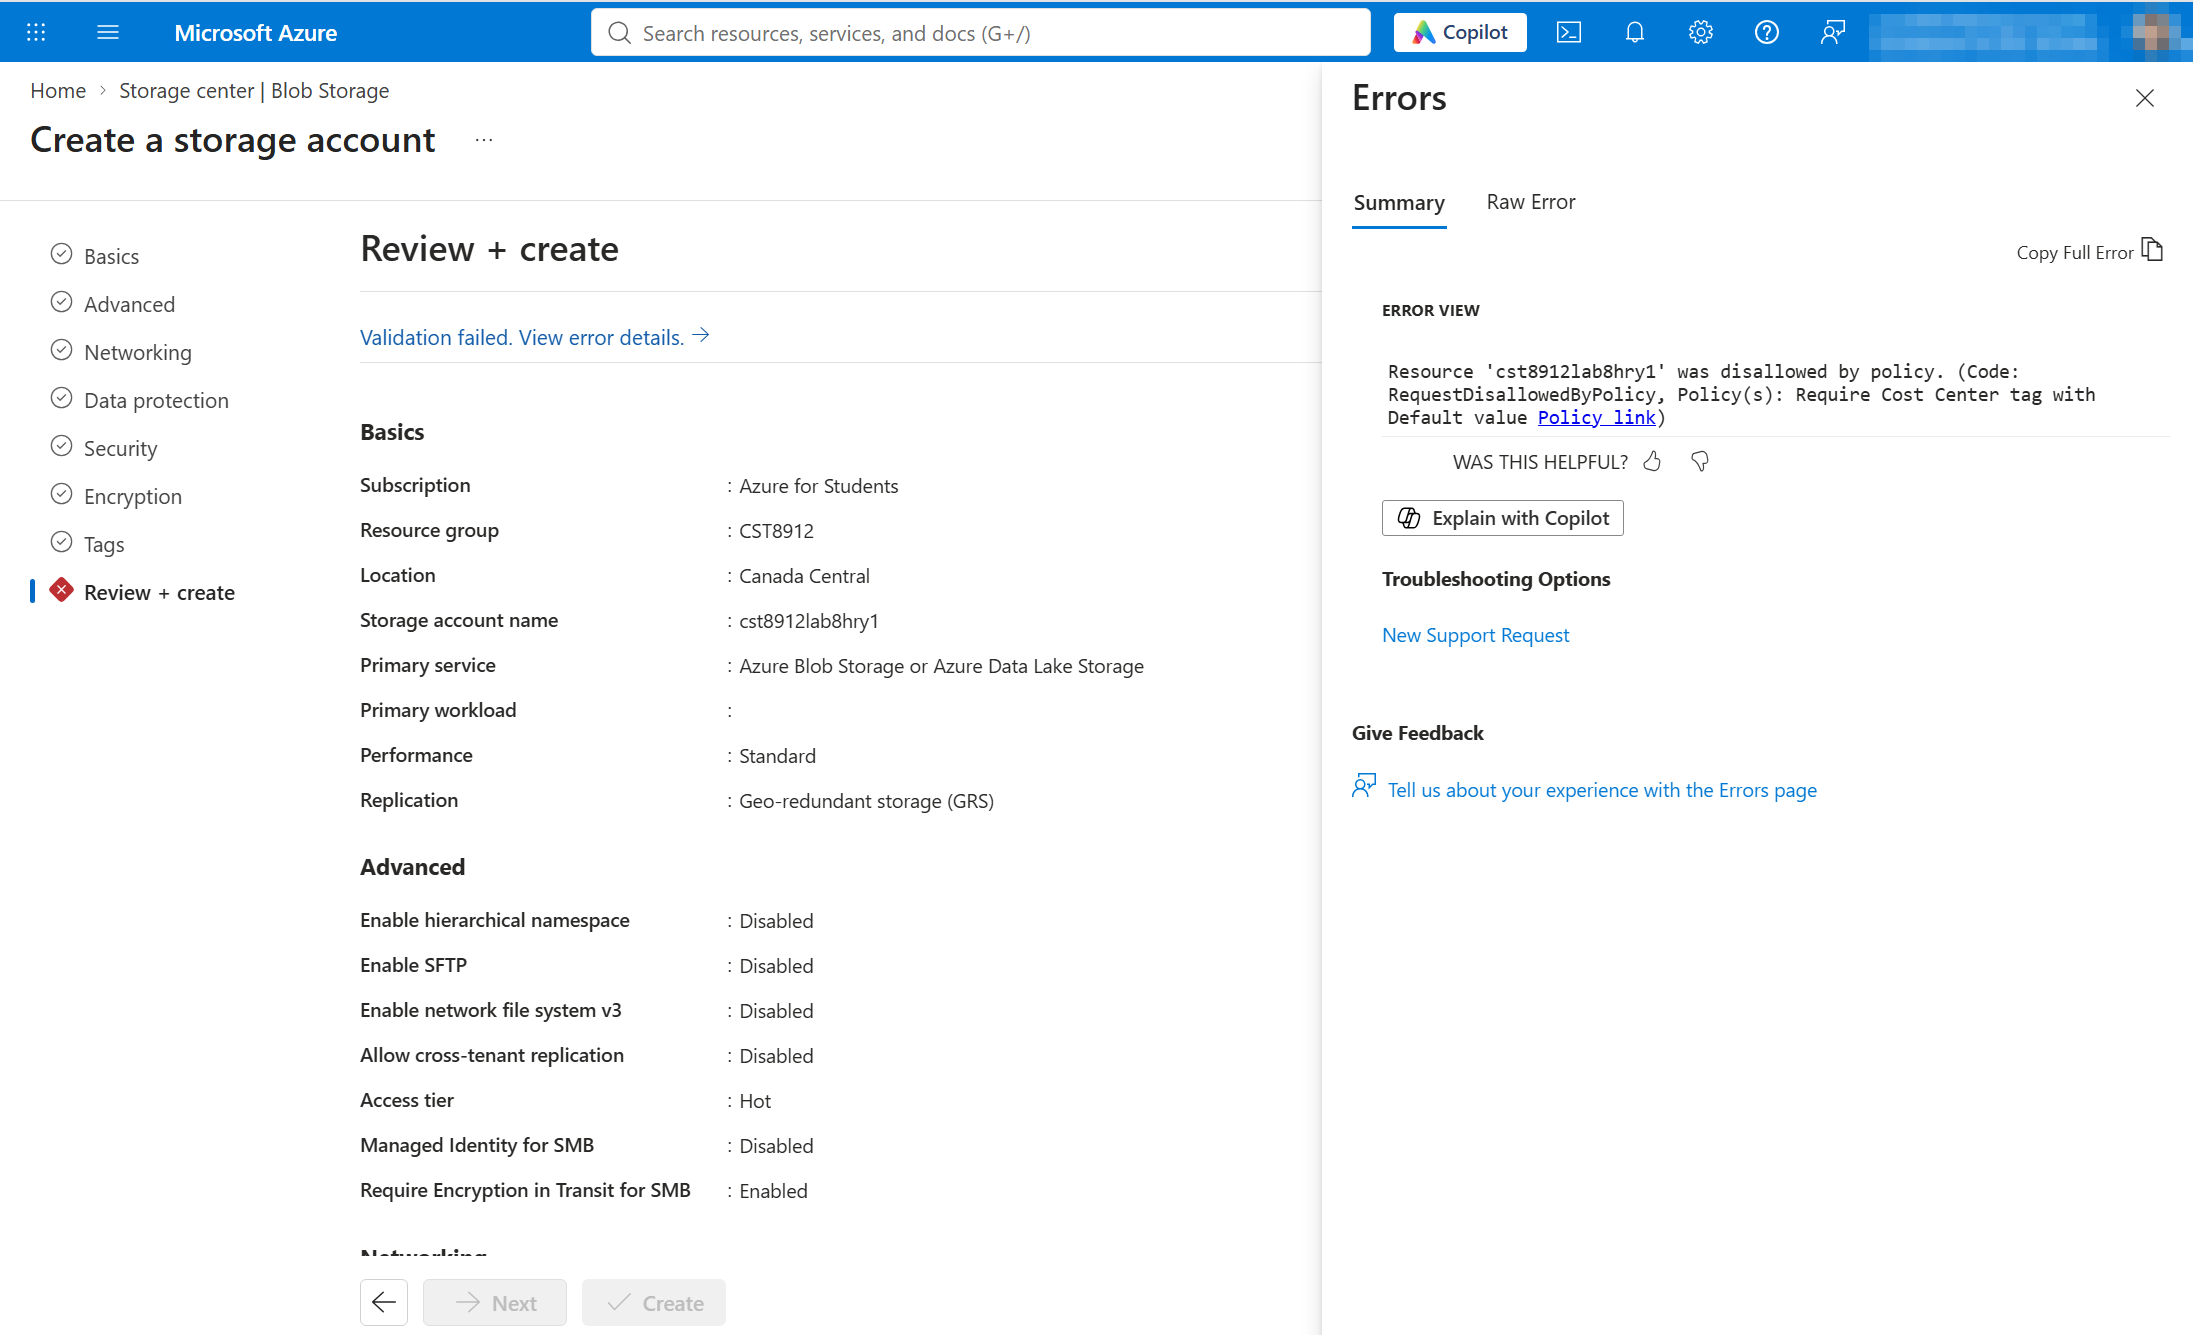 Microsoft Azure
Search resources, services, and docs (G+/)
Copilot
Home > Storage center | Blob Storage
Create a storage account ...
Basics
Advanced
Networking
Data protection
Security
Encryption
Tags
Review + create
Review + create
Validation failed. View error details.
Basics
Subscription : Azure for Students
Resource group : CST8912
Location : Canada Central
Storage account name : cst8912lab8hry1
Primary service : Azure Blob Storage or Azure Data Lake Storage
Primary workload :
Performance : Standard
Replication : Geo-redundant storage (GRS)
Advanced
Enable hierarchical namespace : Disabled
Enable SFTP : Disabled
Enable network file system v3 : Disabled
Allow cross-tenant replication : Disabled
Access tier : Hot
Managed Identity for SMB : Disabled
Require Encryption in Transit for SMB : Enabled
Networking
Next
Create
Errors
Summary
Raw Error
Copy Full Error
ERROR VIEW
Resource 'cst8912lab8hry1' was disallowed by policy. (Code:
RequestDisallowedByPolicy, Policy(s): Require Cost Center tag with
Default value Policy link)
WAS THIS HELPFUL?
Explain with Copilot
Troubleshooting Options
New Support Request
Give Feedback
Tell us about your experience with the Errors page